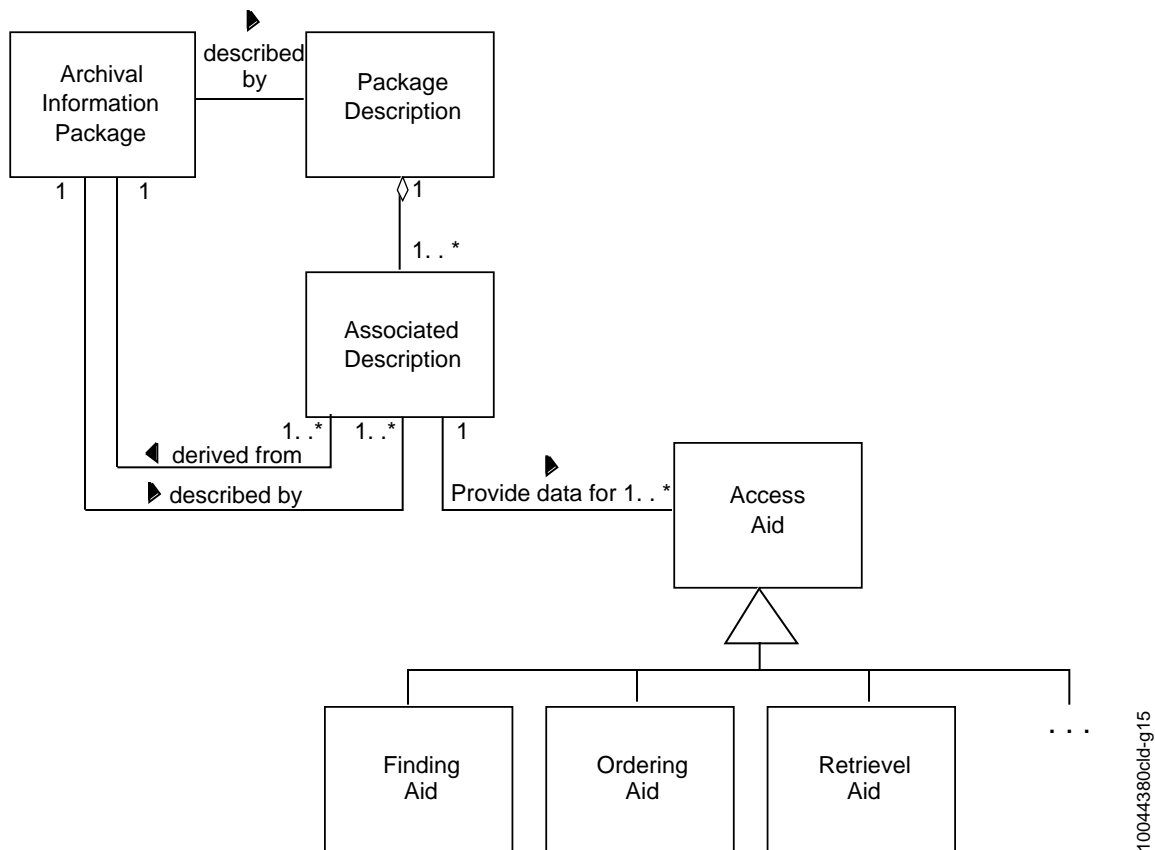 described
by
Archival
Information
Package
Package
Description
1
1
1
1. . *
Associated
Description
1. .*
1. .*
1
derived from
described by
Provide data for 1. . *
Access
Aid
Finding
Aid
Ordering
Aid
Retrievel
Aid
. . .
10044380cld-g15